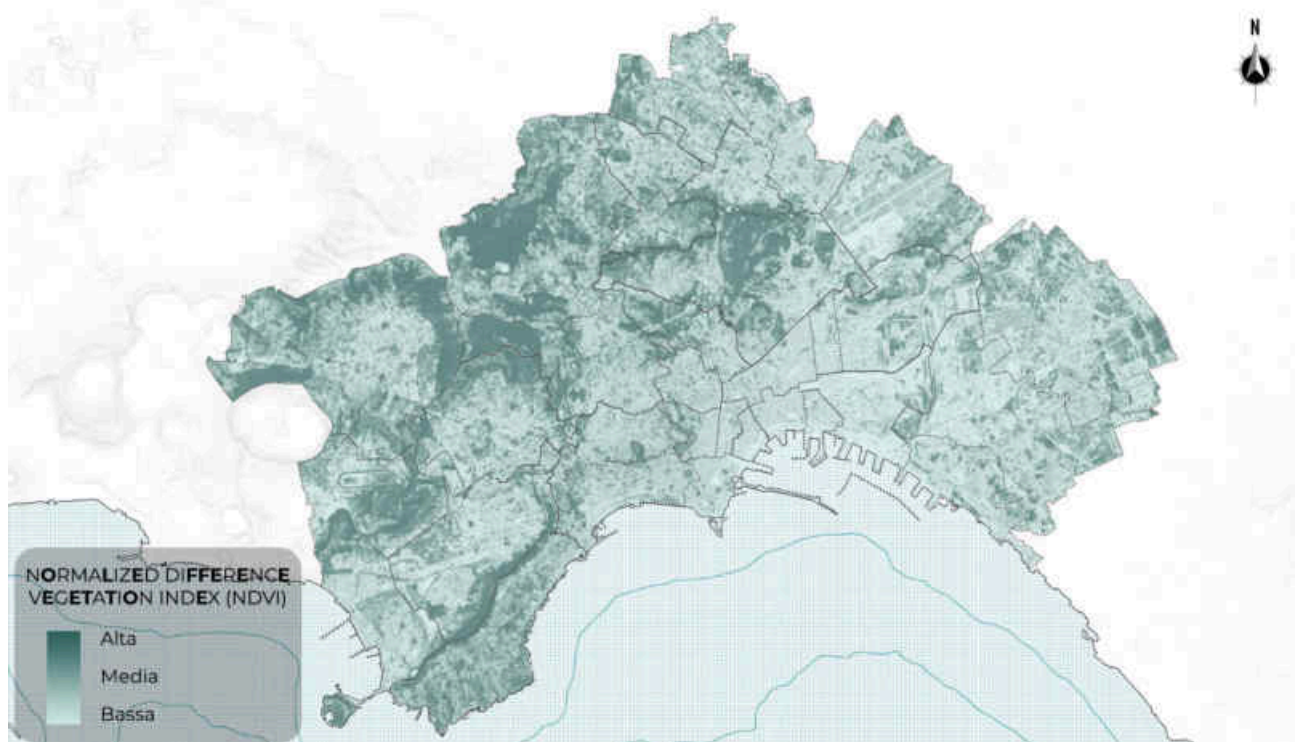 N
NORMALIZED DIFFERENCE
VEGETATION INDEX (NDVI)
Alta
Media
Bassa